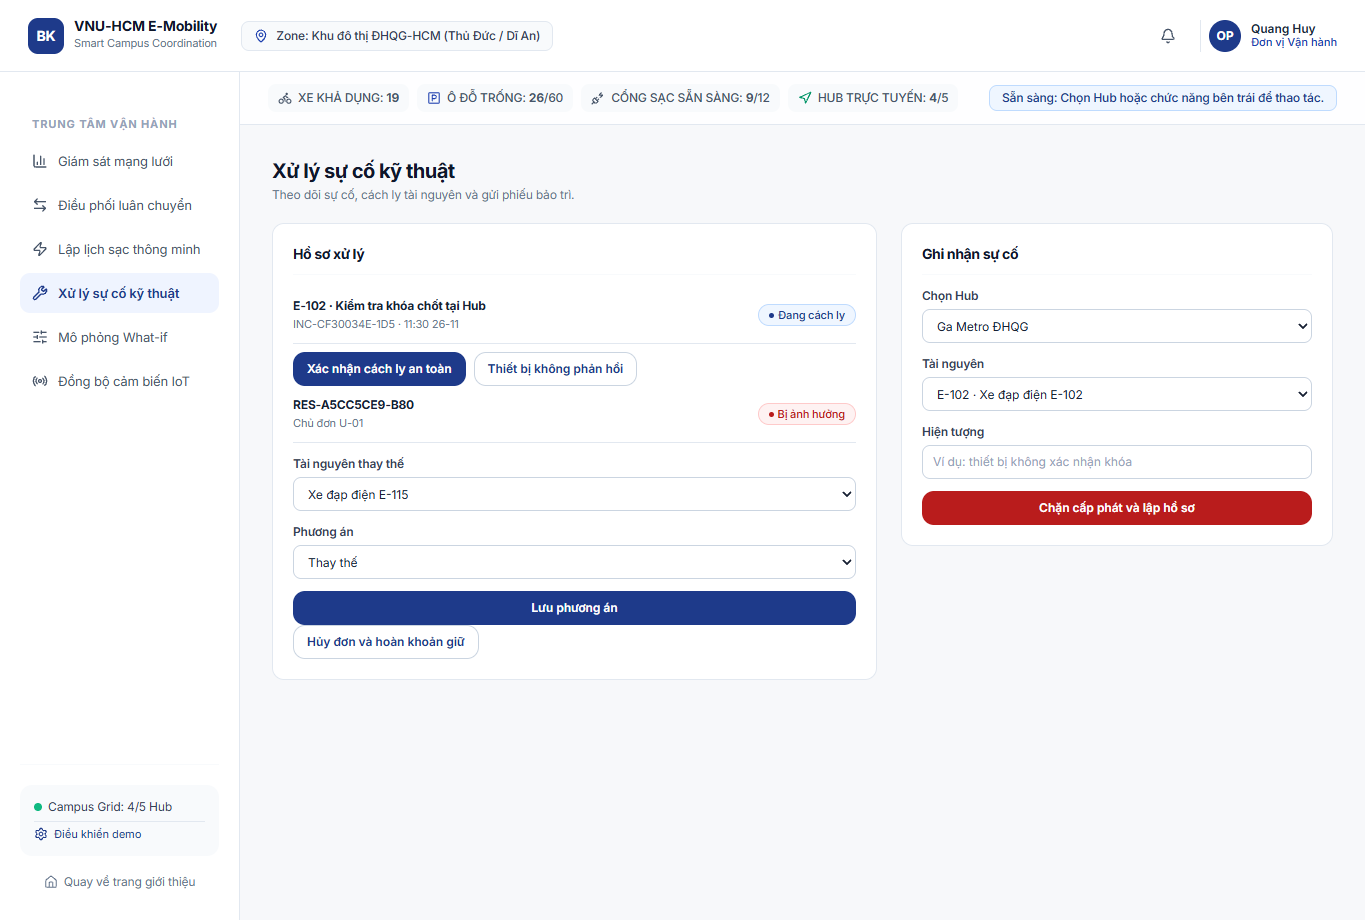 BK
VNU-HCM E-Mobility
Smart Campus Coordination
Zone: Khu đô thị ĐHQG-HCM (Thủ Đức / Dĩ An)
OP
Quang Huy
Đơn vị Vận hành
XE KHẢ DỤNG: 19
Ô ĐỖ TRỐNG: 26/60
CỔNG SẠC SẴN SÀNG: 9/12
HUB TRỰC TUYẾN: 4/5
Sẵn sàng: Chọn Hub hoặc chức năng bên trái để thao tác.
TRUNG TÂM VẬN HÀNH
Giám sát mạng lưới
Điều phối luân chuyển
Lập lịch sạc thông minh
Xử lý sự cố kỹ thuật
Mô phỏng What-if
Đồng bộ cảm biến IoT
Campus Grid: 4/5 Hub
Điều khiển demo
Quay về trang giới thiệu
Xử lý sự cố kỹ thuật
Theo dõi sự cố, cách ly tài nguyên và gửi phiếu bảo trì.
Hồ sơ xử lý
E-102 · Kiểm tra khóa chốt tại Hub
INC-CF30034E-1D5 · 11:30 26-11
Đang cách ly
Xác nhận cách ly an toàn
Thiết bị không phản hồi
RES-A5CC5CE9-B80
Chủ đơn U-01
Bị ảnh hưởng
Tài nguyên thay thế
Xe đạp điện E-115
Phương án
Thay thế
Lưu phương án
Hủy đơn và hoàn khoản giữ
Ghi nhận sự cố
Chọn Hub
Ga Metro ĐHQG
Tài nguyên
E-102 · Xe đạp điện E-102
Hiện tượng
Ví dụ: thiết bị không xác nhận khóa
Chặn cấp phát và lập hồ sơ